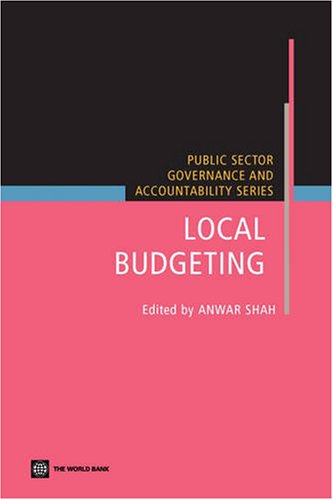 PUBLIC SECTOR
GOVERNANCE AND
ACCOUNTABILITY SERIES
LOCAL
BUDGETING
Edited by ANWAR SHAH
THE WORLD BANK